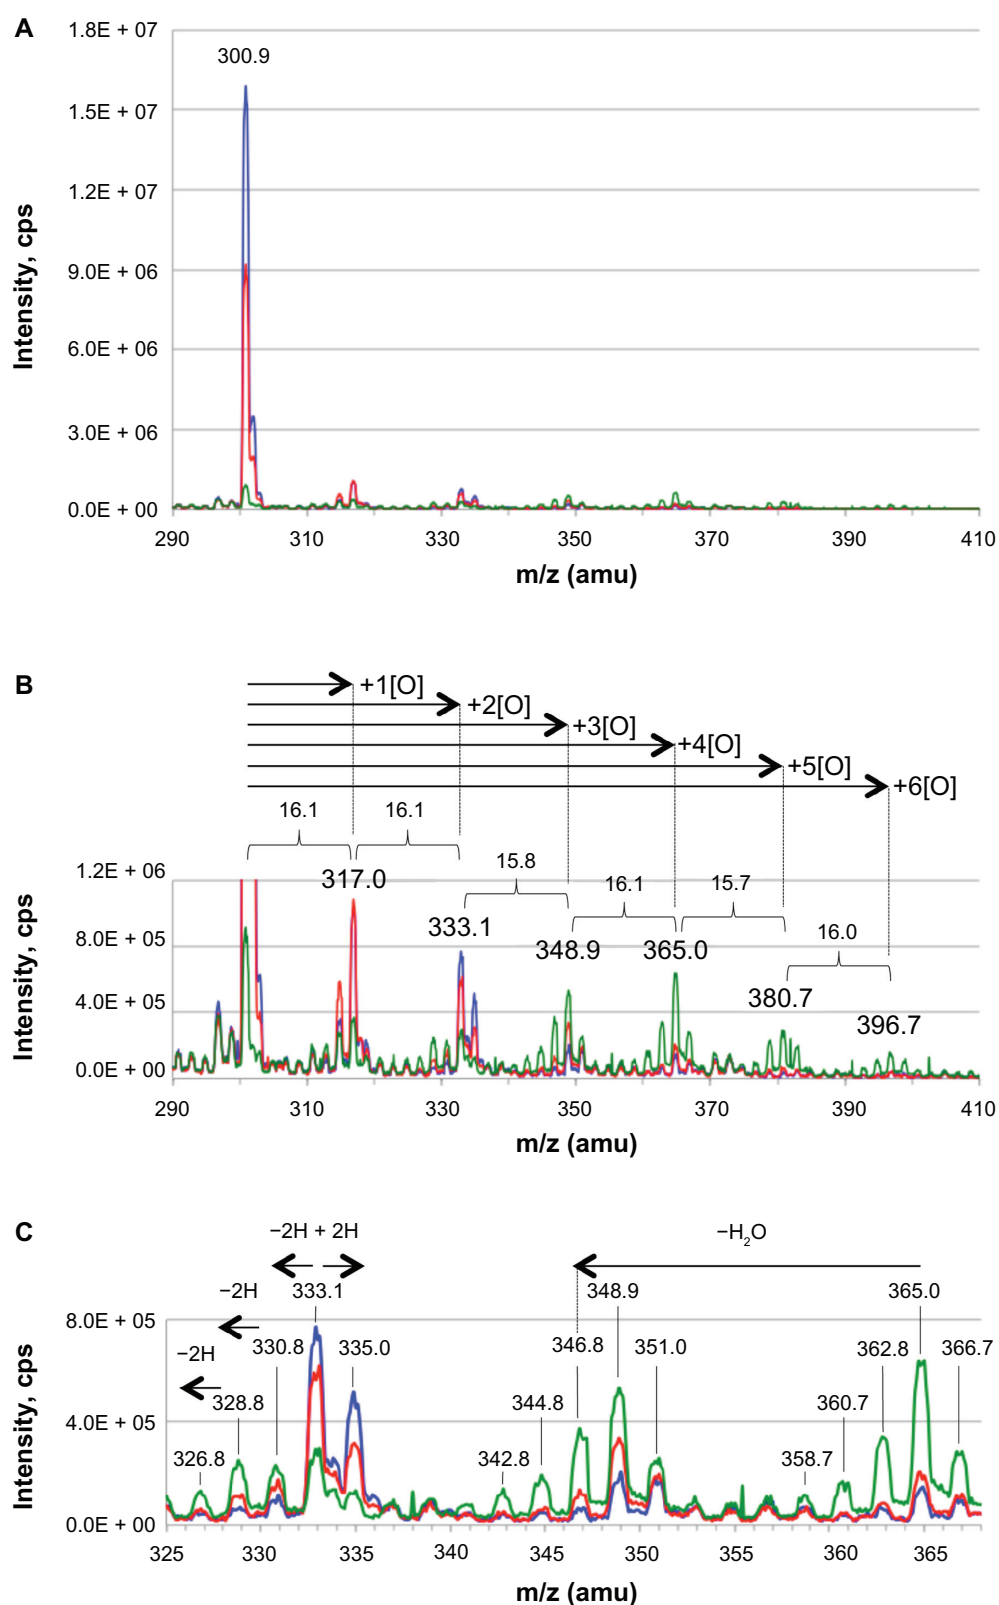 A
1.8E + 07
300.9
1.5E + 07
1.2E + 07
9.0E + 06
6.0E + 06
3.0E + 06
0.0E + 00
Intensity, cps
290 310 330 350 370 390 410
m/z (amu)
B
+1[O]
+2[O]
+3[O]
+4[O]
+5[O]
+6[O]
16.1 16.1
15.8
16.1 15.7
16.0
1.2E + 06
317.0
333.1
8.0E + 05
348.9 365.0
380.7
4.0E + 05
396.7
0.0E + 00
Intensity, cps
290 310 330 350 370 390 410
m/z (amu)
C
−2H + 2H
−H₂O
−2H 333.1 348.9 365.0
8.0E + 05
−2H 330.8 335.0 346.8 351.0 362.8 366.7
328.8 344.8 360.7
4.0E + 05
326.8 342.8 358.7
0.0E + 00
Intensity, cps
325 330 335 340 345 350 355 360 365
m/z (amu)